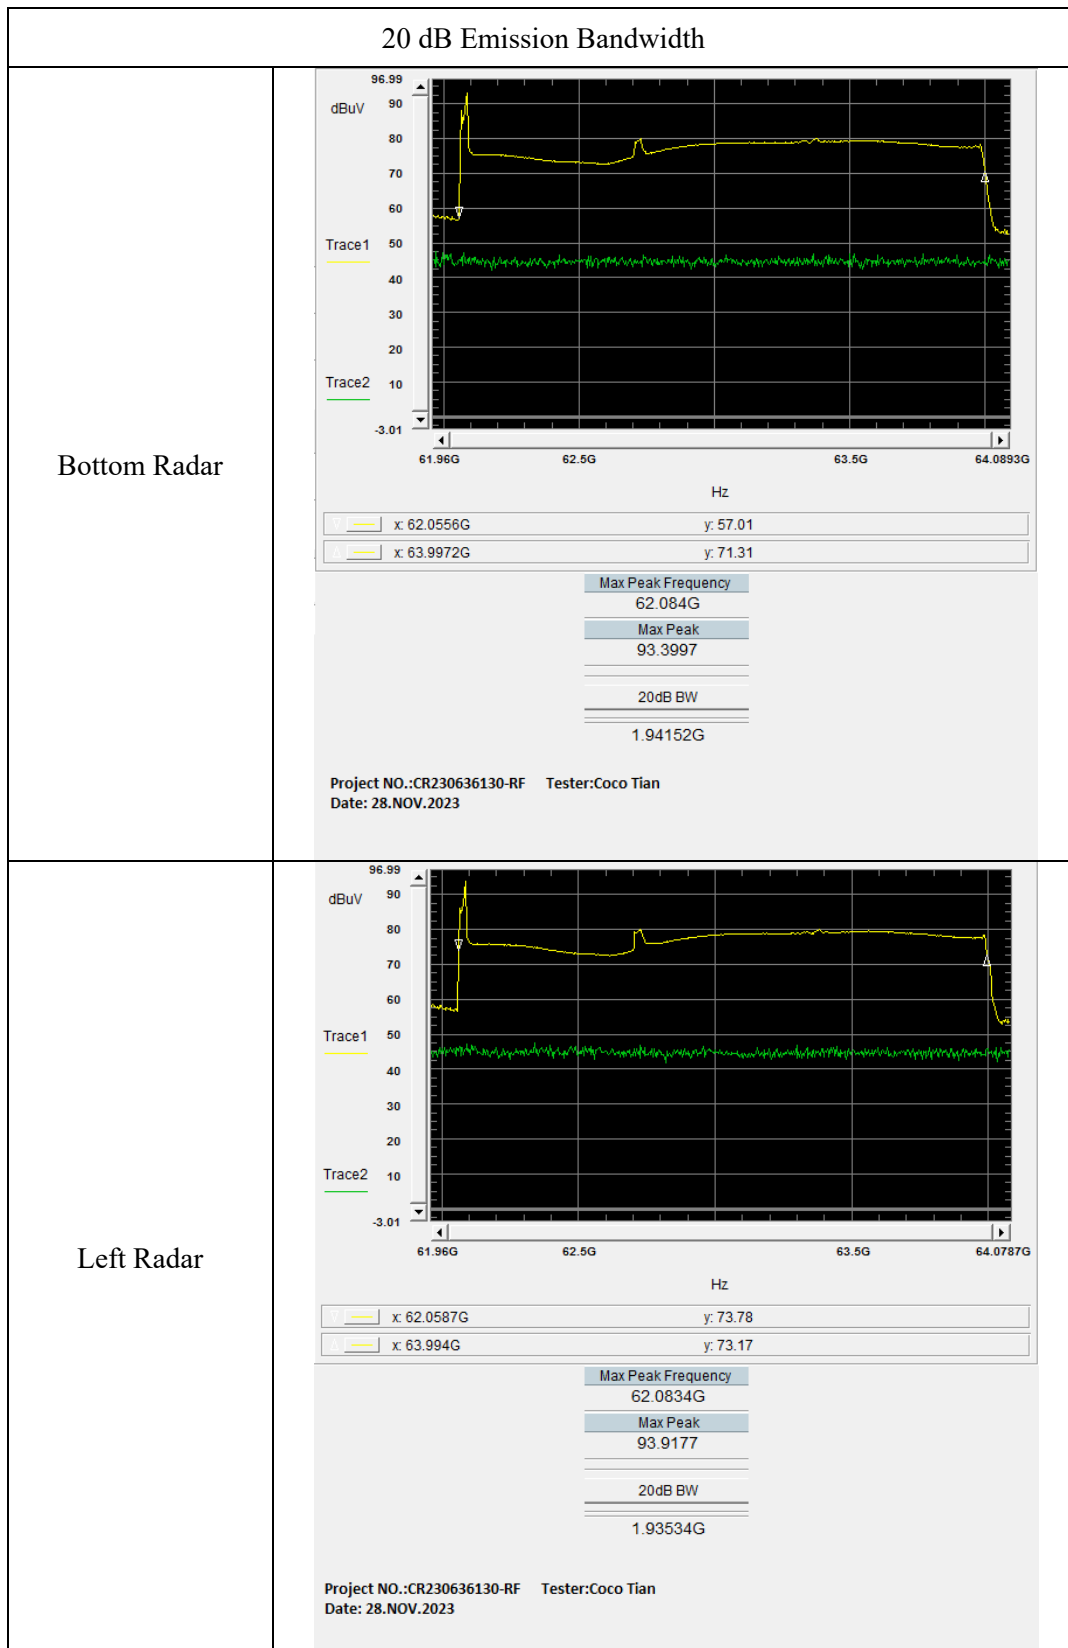 20 dB Emission Bandwidth
Bottom Radar
96.99
dBuV 90
80
70
60
Trace1 50
40
30
20
Trace2 10
-3.01
61.96G 62.5G 63.5G 64.0893G
Hz
x: 62.0556G y: 57.01
x: 63.9972G y: 71.31
Max Peak Frequency
62.084G
Max Peak
93.3997
20dB BW
1.94152G
Project NO.:CR230636130-RF Tester:Coco Tian
Date: 28.NOV.2023
Left Radar
96.99
dBuV 90
80
70
60
Trace1 50
40
30
20
Trace2 10
-3.01
61.96G 62.5G 63.5G 64.0787G
Hz
x: 62.0587G y: 73.78
x: 63.994G y: 73.17
Max Peak Frequency
62.0834G
Max Peak
93.9177
20dB BW
1.93534G
Project NO.:CR230636130-RF Tester:Coco Tian
Date: 28.NOV.2023